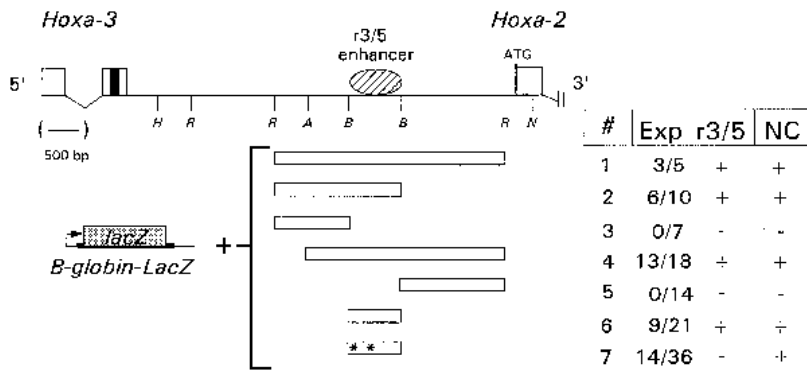 Hoxa-3
Hoxa-2
r3/5
enhancer
ATG
5'
3'
H R R A B B R N
500 bp
# Exp r3/5 NC
1 3/5 + +
2 6/10 + +
3 0/7 - -
4 13/18 + +
5 0/14 - -
6 9/21 + +
7 14/36 - +
lacZ
+
B-globin-LacZ
* *